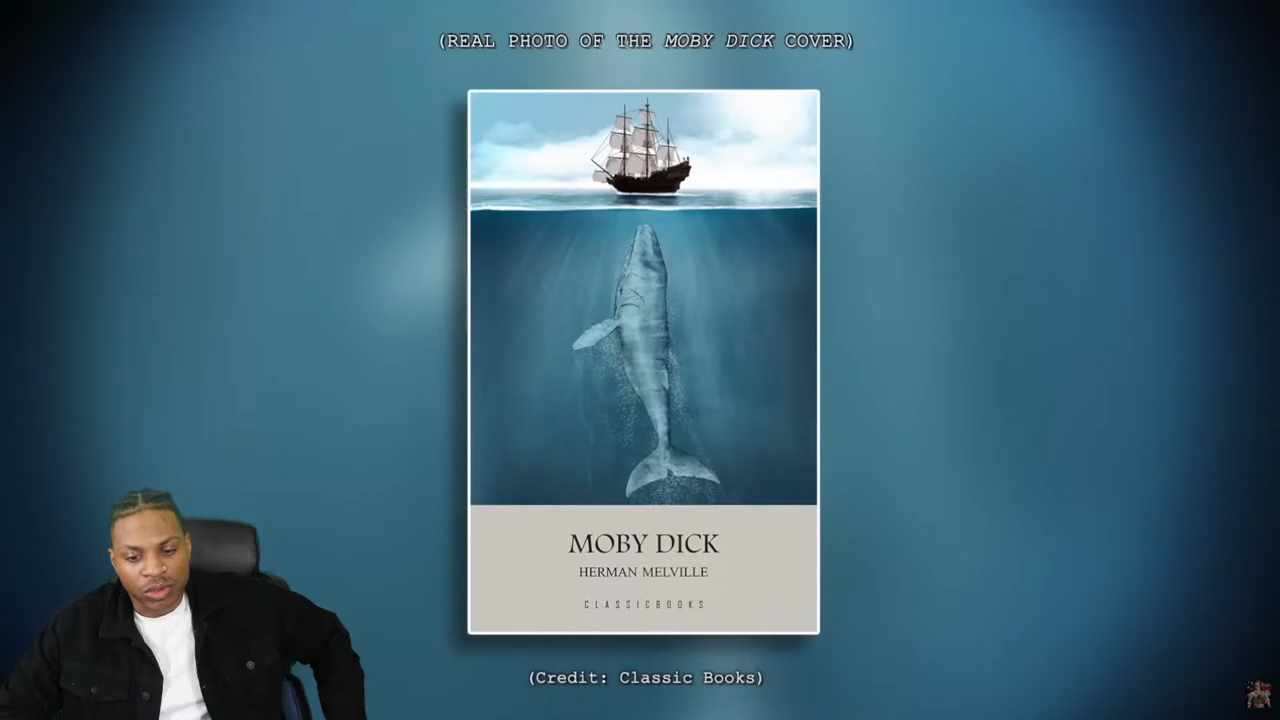 (REAL PHOTO OF THE MOBY DICK COVER)
MOBY DICK
HERMAN MELVILLE
CLASSICBOOKS
(Credit: Classic Books)